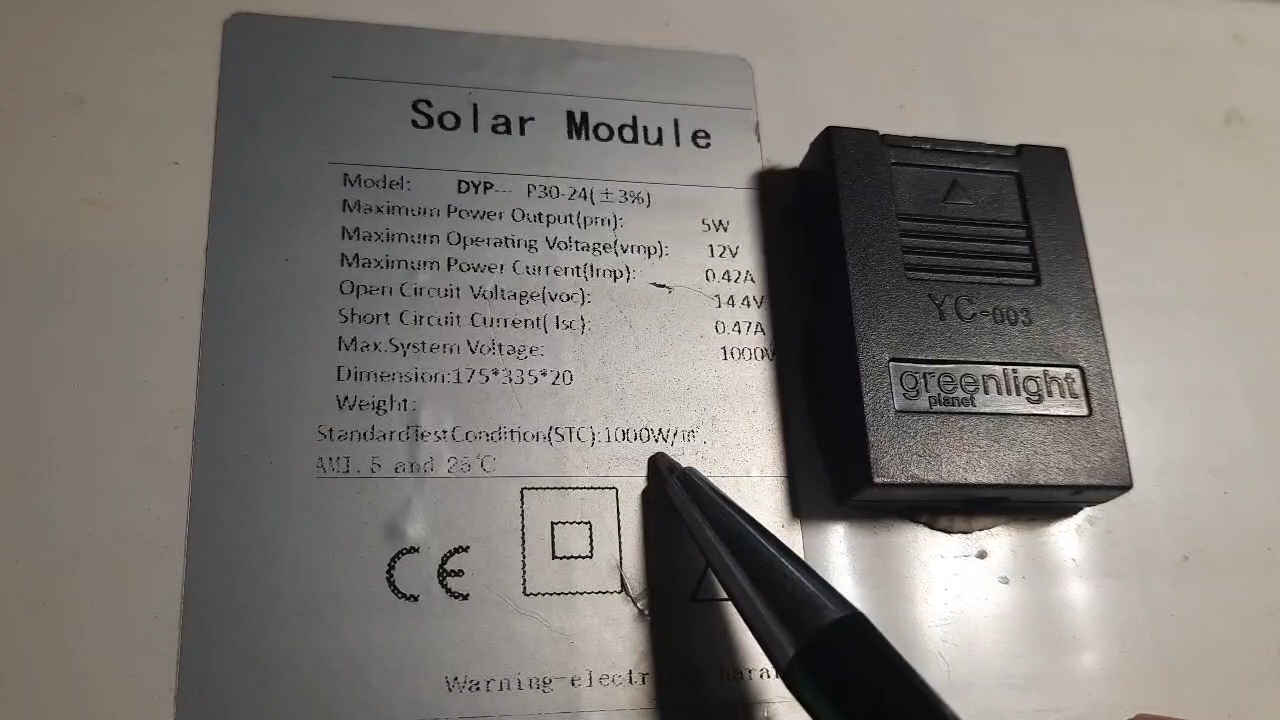 Solar Module
Model: DYP--- P30-24(±3%)
Maximum Power Output(pm): 5W
Maximum Operating Voltage(vmp): 12V
Maximum Power Current(Imp): 0.42A
Open Circuit Voltage(voc): 14.4V
Short Circuit Current( Isc): 0.47A
Max.System Voltage: 1000V
Dimension:175*335*20
Weight:
StandardTestCondition(STC):1000W/㎡.
AMI.5 and 25℃
CE
Warning-electr
YC-003
greenlight
planet